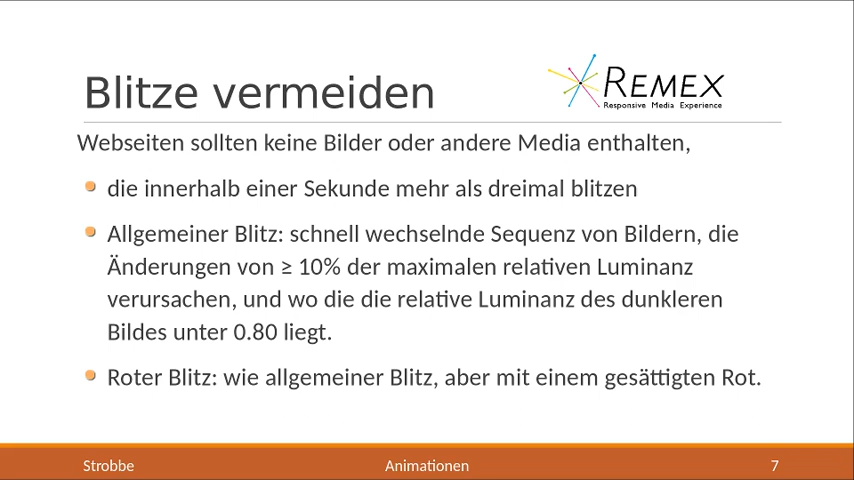 Blitze vermeiden
REMEX
Responsive Media Experience
Webseiten sollten keine Bilder oder andere Media enthalten,
die innerhalb einer Sekunde mehr als dreimal blitzen
Allgemeiner Blitz: schnell wechselnde Sequenz von Bildern, die
Änderungen von ≥ 10% der maximalen relativen Luminanz
verursachen, und wo die die relative Luminanz des dunkleren
Bildes unter 0.80 liegt.
Roter Blitz: wie allgemeiner Blitz, aber mit einem gesättigten Rot.
Strobbe Animationen 7